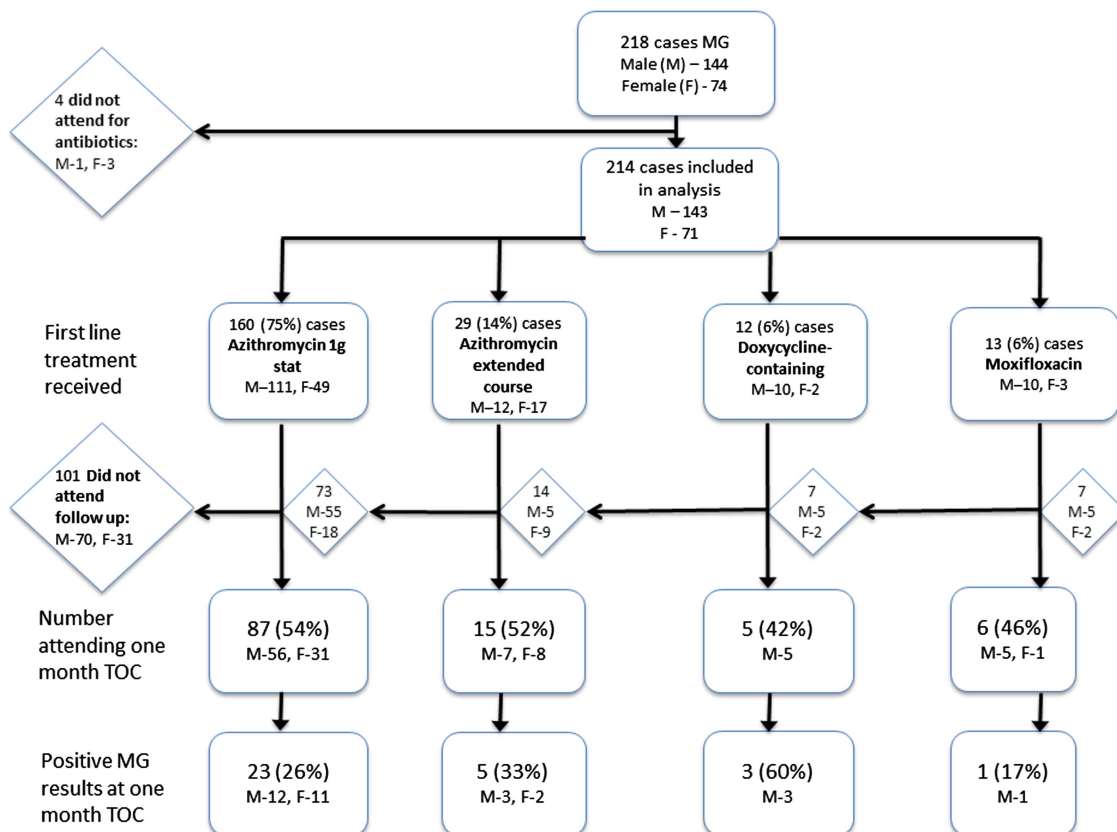 218 cases MG
Male (M) – 144
Female (F) - 74
4 did not
attend for
antibiotics:
M-1, F-3
214 cases included
in analysis
M – 143
F - 71
First line
treatment
received
160 (75%) cases
Azithromycin 1g
stat
M–111, F-49
29 (14%) cases
Azithromycin
extended
course
M–12, F-17
12 (6%) cases
Doxycycline-
containing
M–10, F-2
13 (6%) cases
Moxifloxacin
M–10, F-3
101 Did not
attend
follow up:
M-70, F-31
73
M-55
F-18
14
M-5
F-9
7
M-5
F-2
7
M-5
F-2
Number
attending one
month TOC
87 (54%)
M-56, F-31
15 (52%)
M-7, F-8
5 (42%)
M-5
6 (46%)
M-5, F-1
Positive MG
results at one
month TOC
23 (26%)
M-12, F-11
5 (33%)
M-3, F-2
3 (60%)
M-3
1 (17%)
M-1